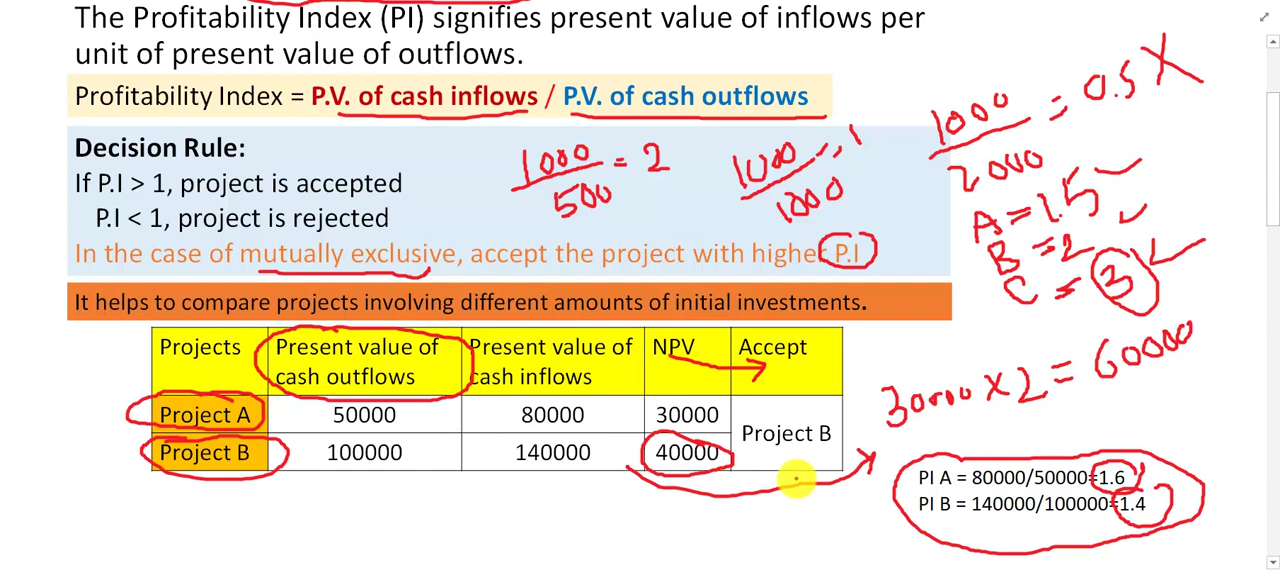 The Profitability Index (PI) signifies present value of inflows per
unit of present value of outflows.
Profitability Index = P.V. of cash inflows / P.V. of cash outflows
Decision Rule:
If P.I > 1, project is accepted
P.I < 1, project is rejected
In the case of mutually exclusive, accept the project with higher P.I
1000/500 = 2
1000/1000 = 1
1000/2000 = 0.5 X
A = 1.5 ✓
B = 2 ✓
C = 3 ✓
It helps to compare projects involving different amounts of initial investments.
Projects Present value of cash outflows Present value of cash inflows NPV Accept
Project A 50000 80000 30000
Project B 100000 140000 40000
Project B
30000 x 2 = 60000
PI A = 80000/50000=1.6
PI B = 140000/100000=1.4